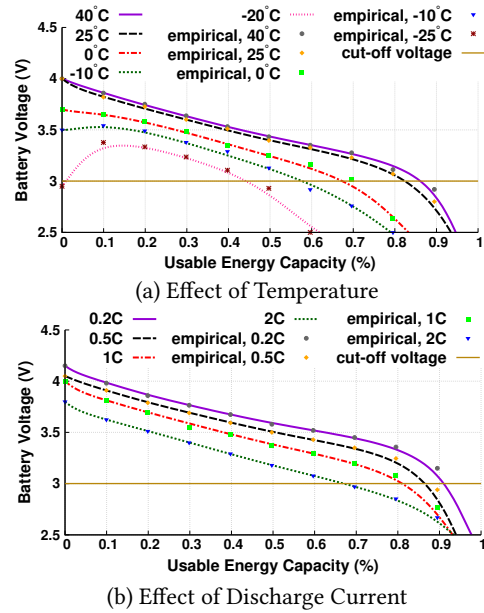 40°C -20°C empirical, -10°C
25°C empirical, 40°C empirical, -25°C
0°C empirical, 25°C cut-off voltage
-10°C empirical, 0°C
4.5
4
3.5
3
2.5
Battery Voltage (V)
0 0.1 0.2 0.3 0.4 0.5 0.6 0.7 0.8 0.9 1
Usable Energy Capacity (%)
(a) Effect of Temperature
0.2C 2C empirical, 1C
0.5C empirical, 0.2C empirical, 2C
1C empirical, 0.5C cut-off voltage
4.5
4
3.5
3
2.5
Battery Voltage (V)
0 0.1 0.2 0.3 0.4 0.5 0.6 0.7 0.8 0.9 1
Usable Energy Capacity (%)
(b) Effect of Discharge Current